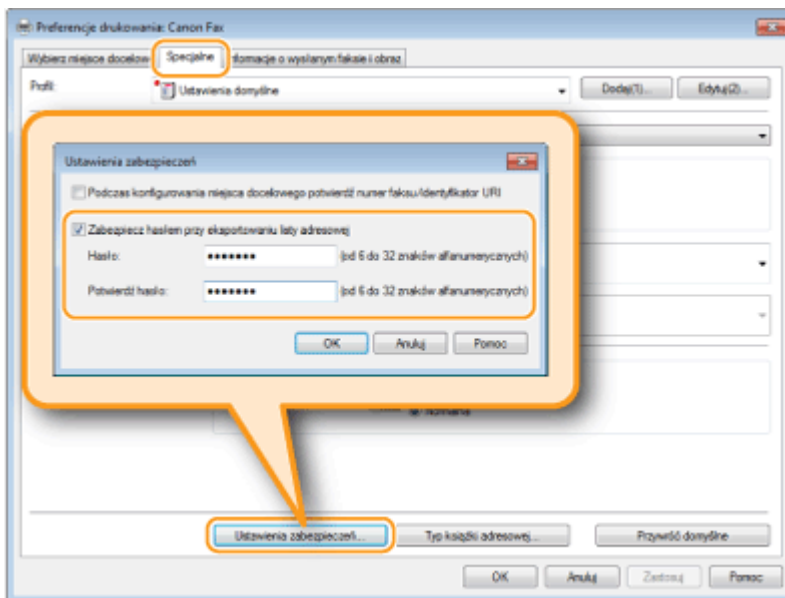 Preferencje drukowania: Canon Fax
Wybierz miejsce docelow
Specjalne
nformacje o wysłanym faksie i obraz
Profil:
Ustawienia domyślne
Dodaj(1)...
Edytuj(2)...
Ustawienia zabezpieczeń
Podczas konfigurowania miejsca docelowego potwierdź numer faksu/identyfikator URI
Zabezpiecz hasłem przy eksportowaniu listy adresowej
Hasło:
•••••••
(od 6 do 32 znaków alfanumerycznych)
Potwierdź hasło:
•••••••
(od 6 do 32 znaków alfanumerycznych)
OK
Anuluj
Pomoc
Normalna
Ustawienia zabezpieczeń...
Typ książki adresowej...
Przywróć domyślne
OK
Anuluj
Zastosuj
Pomoc